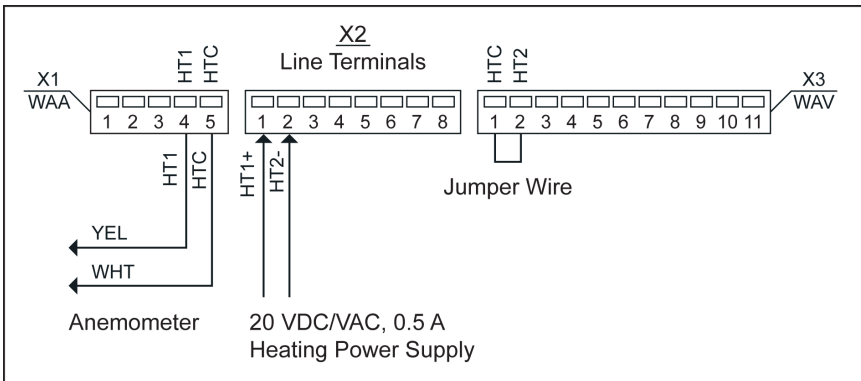 X2
Line Terminals
X1
WAA
HT1
HTC
HTC
HT2
X3
WAV
1 2 3 4 5
1 2 3 4 5 6 7 8
1 2 3 4 5 6 7 8 9 10 11
HT1
HTC
HT1+
HT2-
Jumper Wire
YEL
WHT
Anemometer
20 VDC/VAC, 0.5 A
Heating Power Supply